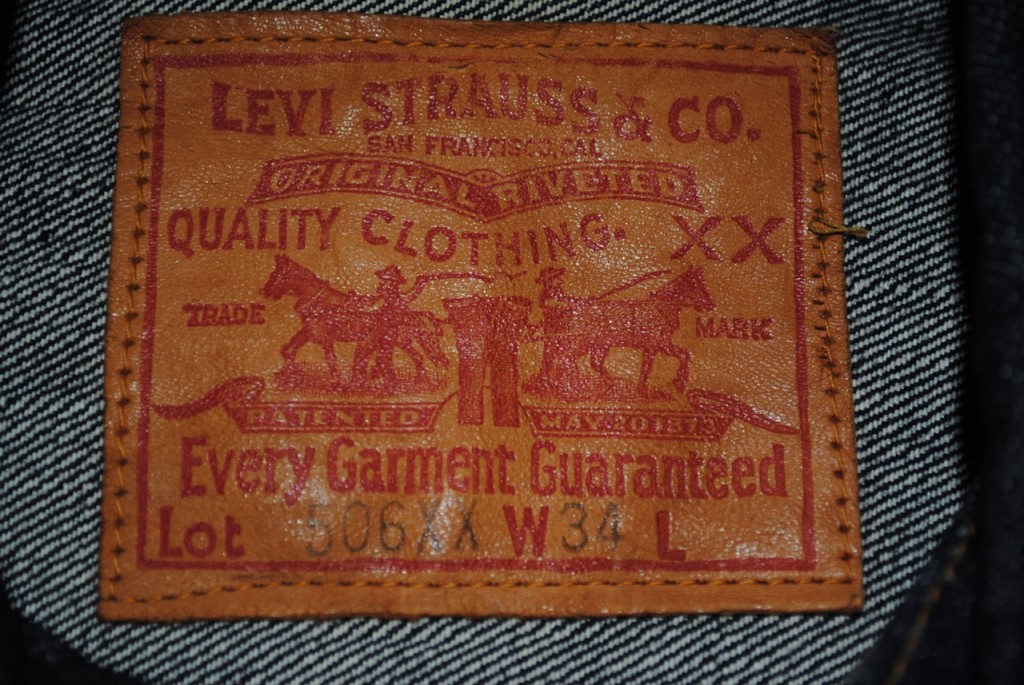 LEVI STRAUSS & CO.
SAN FRANCISCO, CAL
ORIGINAL RIVETED
QUALITY CLOTHING. XX
TRADE MARK
PATENTED MAY 20 1873
Every Garment Guaranteed
Lot 506XX W 34 L